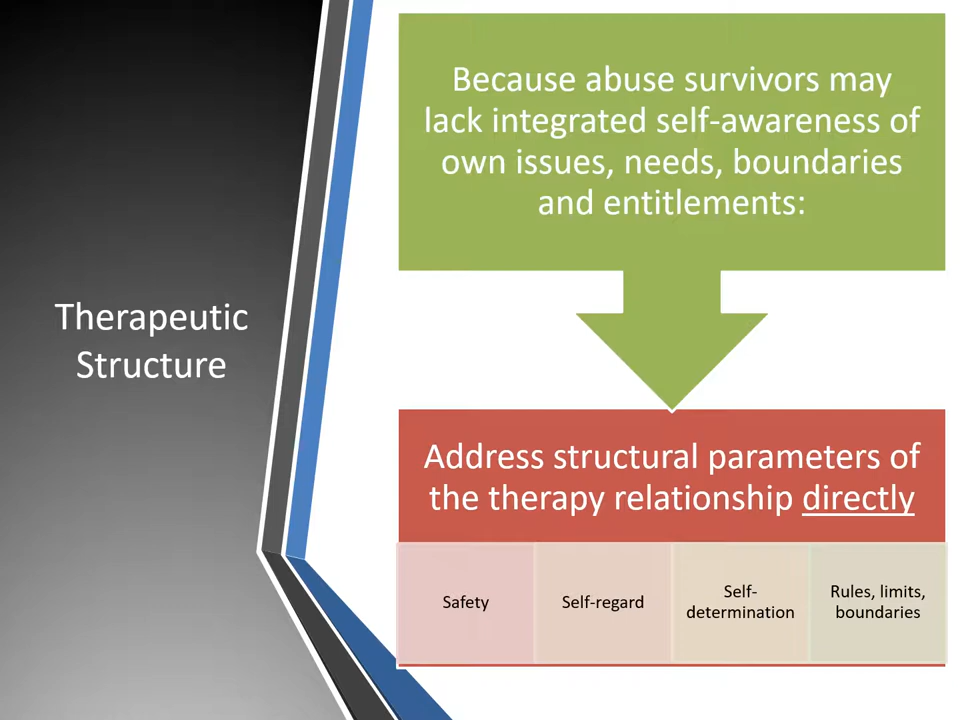 Therapeutic
Structure
Because abuse survivors may
lack integrated self-awareness of
own issues, needs, boundaries
and entitlements:
Address structural parameters of
the therapy relationship directly
Safety
Self-regard
Self-
determination
Rules, limits,
boundaries